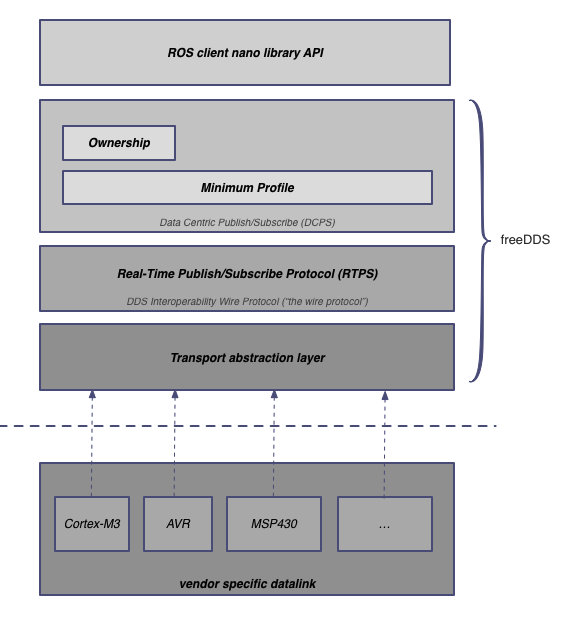 ROS client nano library API
Ownership
Minimum Profile
Data Centric Publish/Subscribe (DCPS)
freeDDS
Real-Time Publish/Subscribe Protocol (RTPS)
DDS Interoperability Wire Protocol ("the wire protocol")
Transport abstraction layer
Cortex-M3
AVR
MSP430
...
vendor specific datalink